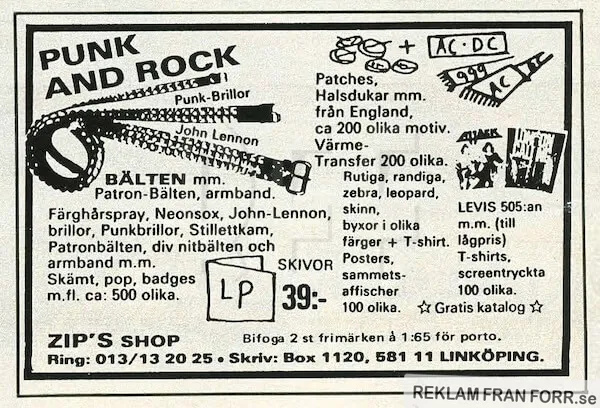 PUNK
AND ROCK
Punk-Brillor
John Lennon
BÄLTEN mm.
Patron-Bälten, armband.
Färghårspray, Neonsox, John-Lennon,
brillor, Punkbrillor, Stillettkam,
Patronbälten, div nitbälten och
armband m.m.
Skämt, pop, badges
m.fl. ca: 500 olika.
LP
SKIVOR
39:-
+ AC·DC
1999
AC
Patches,
Halsdukar mm.
från England,
ca 200 olika motiv.
Värme-
Transfer 200 olika.
Rutiga, randiga,
zebra, leopard,
skinn,
byxor i olika
färger + T-shirt.
Posters,
sammets-
affischer
100 olika.
ATTACK
LEVIS 505:an
m.m. (till
lågpris)
T-shirts,
screentryckta
100 olika.
☆ Gratis katalog ☆
ZIP'S SHOP
Bifoga 2 st frimärken å 1:65 för porto.
Ring: 013/13 20 25 • Skriv: Box 1120, 581 11 LINKÖPING.
REKLAM FRAN FORR.se